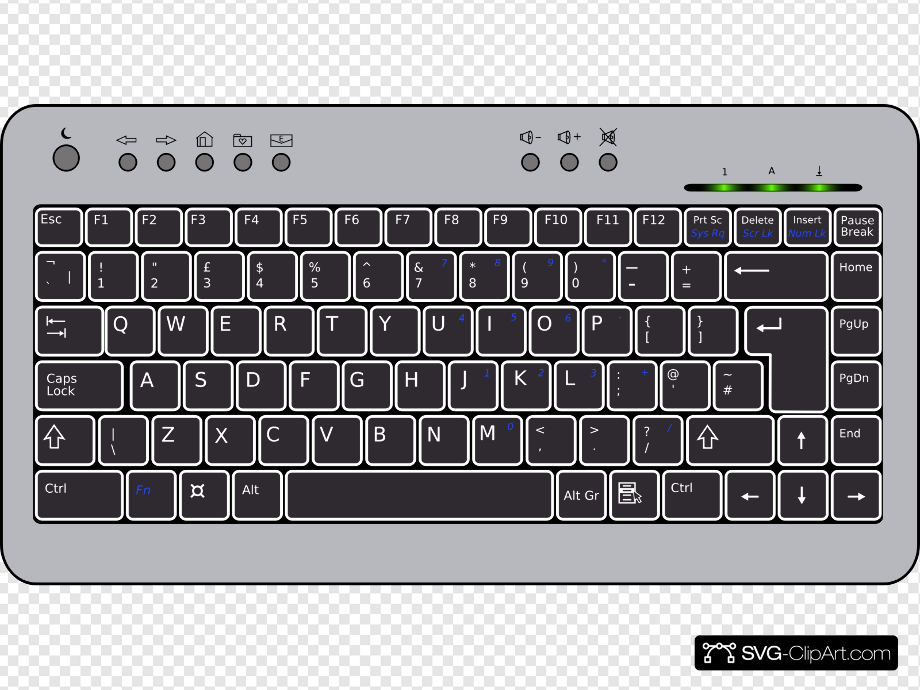 1 A
Esc F1 F2 F3 F4 F5 F6 F7 F8 F9 F10 F11 F12 Prt Sc Delete Insert Pause
Sys Rq Scr Lk Num Lk Break
¬ ! " £ $ % ^ & 7 * 8 ( 9 ) * — + Home
` | 1 2 3 4 5 6 7 8 9 0 - =
Q W E R T Y U 4 I 5 O 6 P - { } PgUp
[ ]
Caps A S D F G H J 1 K 2 L 3 : + @ ~ PgDn
Lock ; ' #
| Z X C V B N M 0 < > ? / End
\ , . /
Ctrl Fn Alt Alt Gr Ctrl
SVG-ClipArt.com